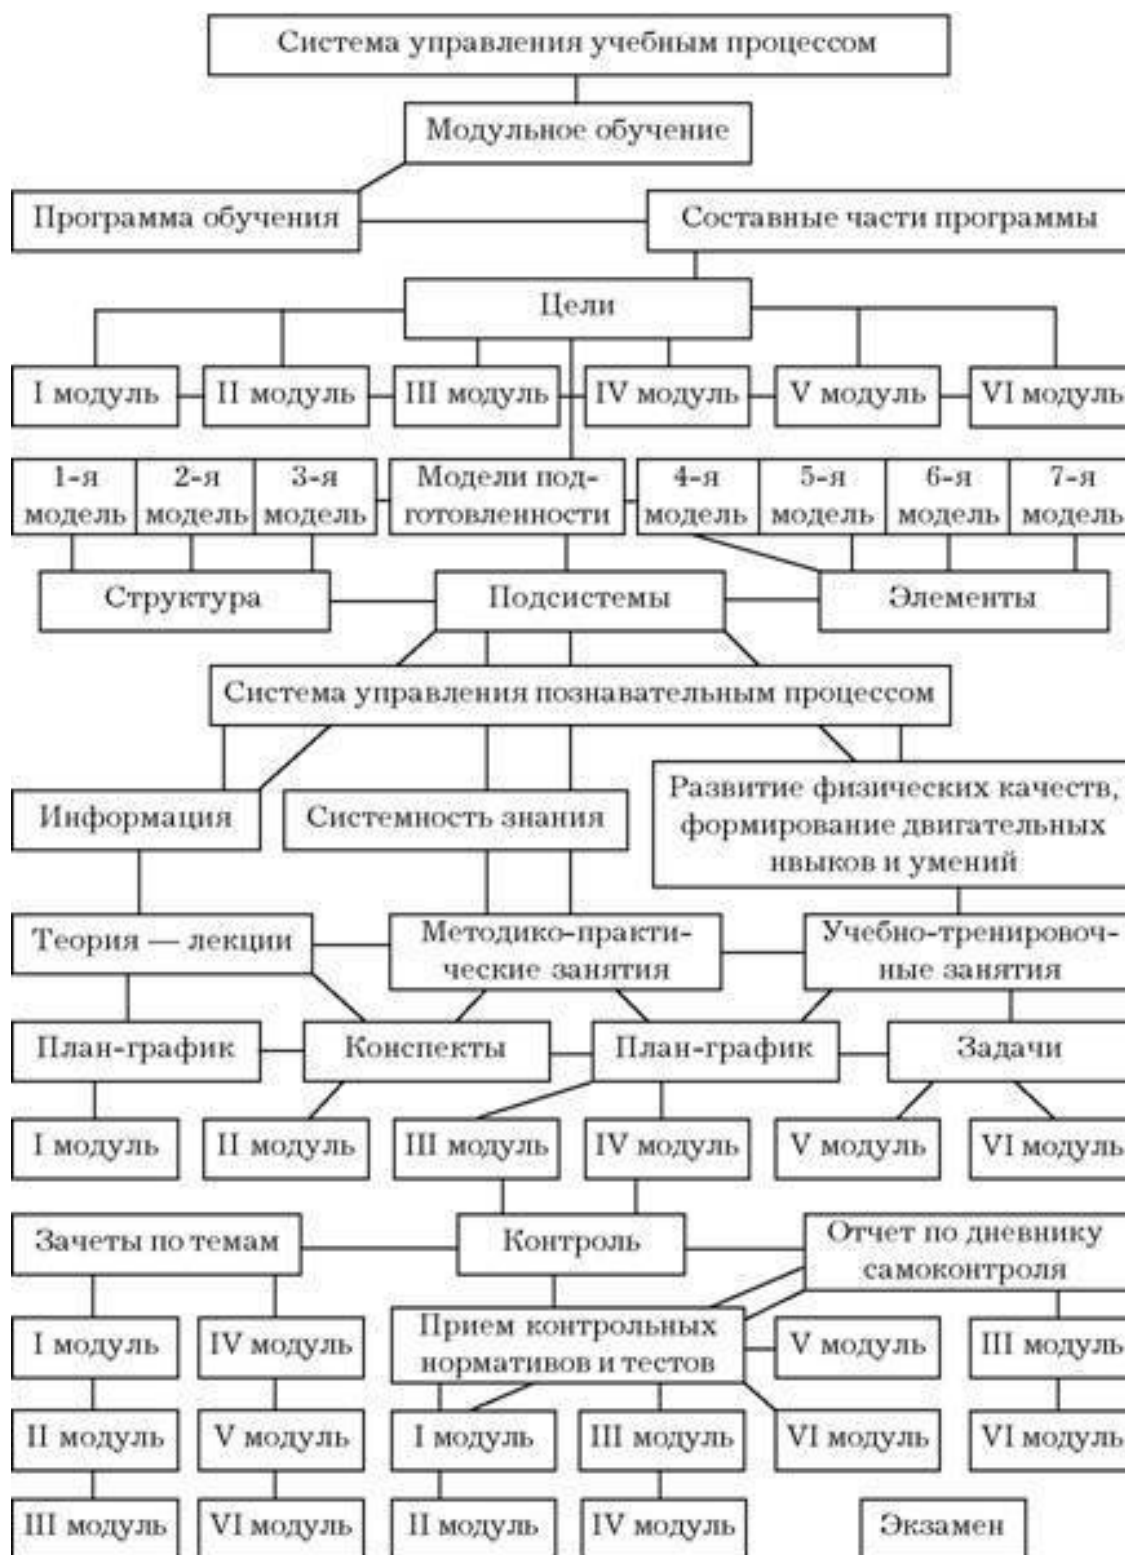 Система управления учебным процессом
Модульное обучение
Программа обучения
Составные части программы
Цели
I модуль
II модуль
III модуль
IV модуль
V модуль
VI модуль
1-я
модель
2-я
модель
3-я
модель
Модели под-
готовленности
4-я
модель
5-я
модель
6-я
модель
7-я
модель
Структура
Подсистемы
Элементы
Система управления познавательным процессом
Информация
Системность знания
Развитие физических качеств,
формирование двигательных
нвыков и умений
Теория — лекции
Методико-практи-
ческие занятия
Учебно-тренировоч-
ные занятия
План-график
Конспекты
План-график
Задачи
I модуль
II модуль
III модуль
IV модуль
V модуль
VI модуль
Зачеты по темам
Контроль
Отчет по дневнику
самоконтроля
I модуль
IV модуль
Прием контрольных
нормативов и тестов
V модуль
III модуль
II модуль
V модуль
I модуль
III модуль
VI модуль
VI модуль
III модуль
VI модуль
II модуль
IV модуль
Экзамен